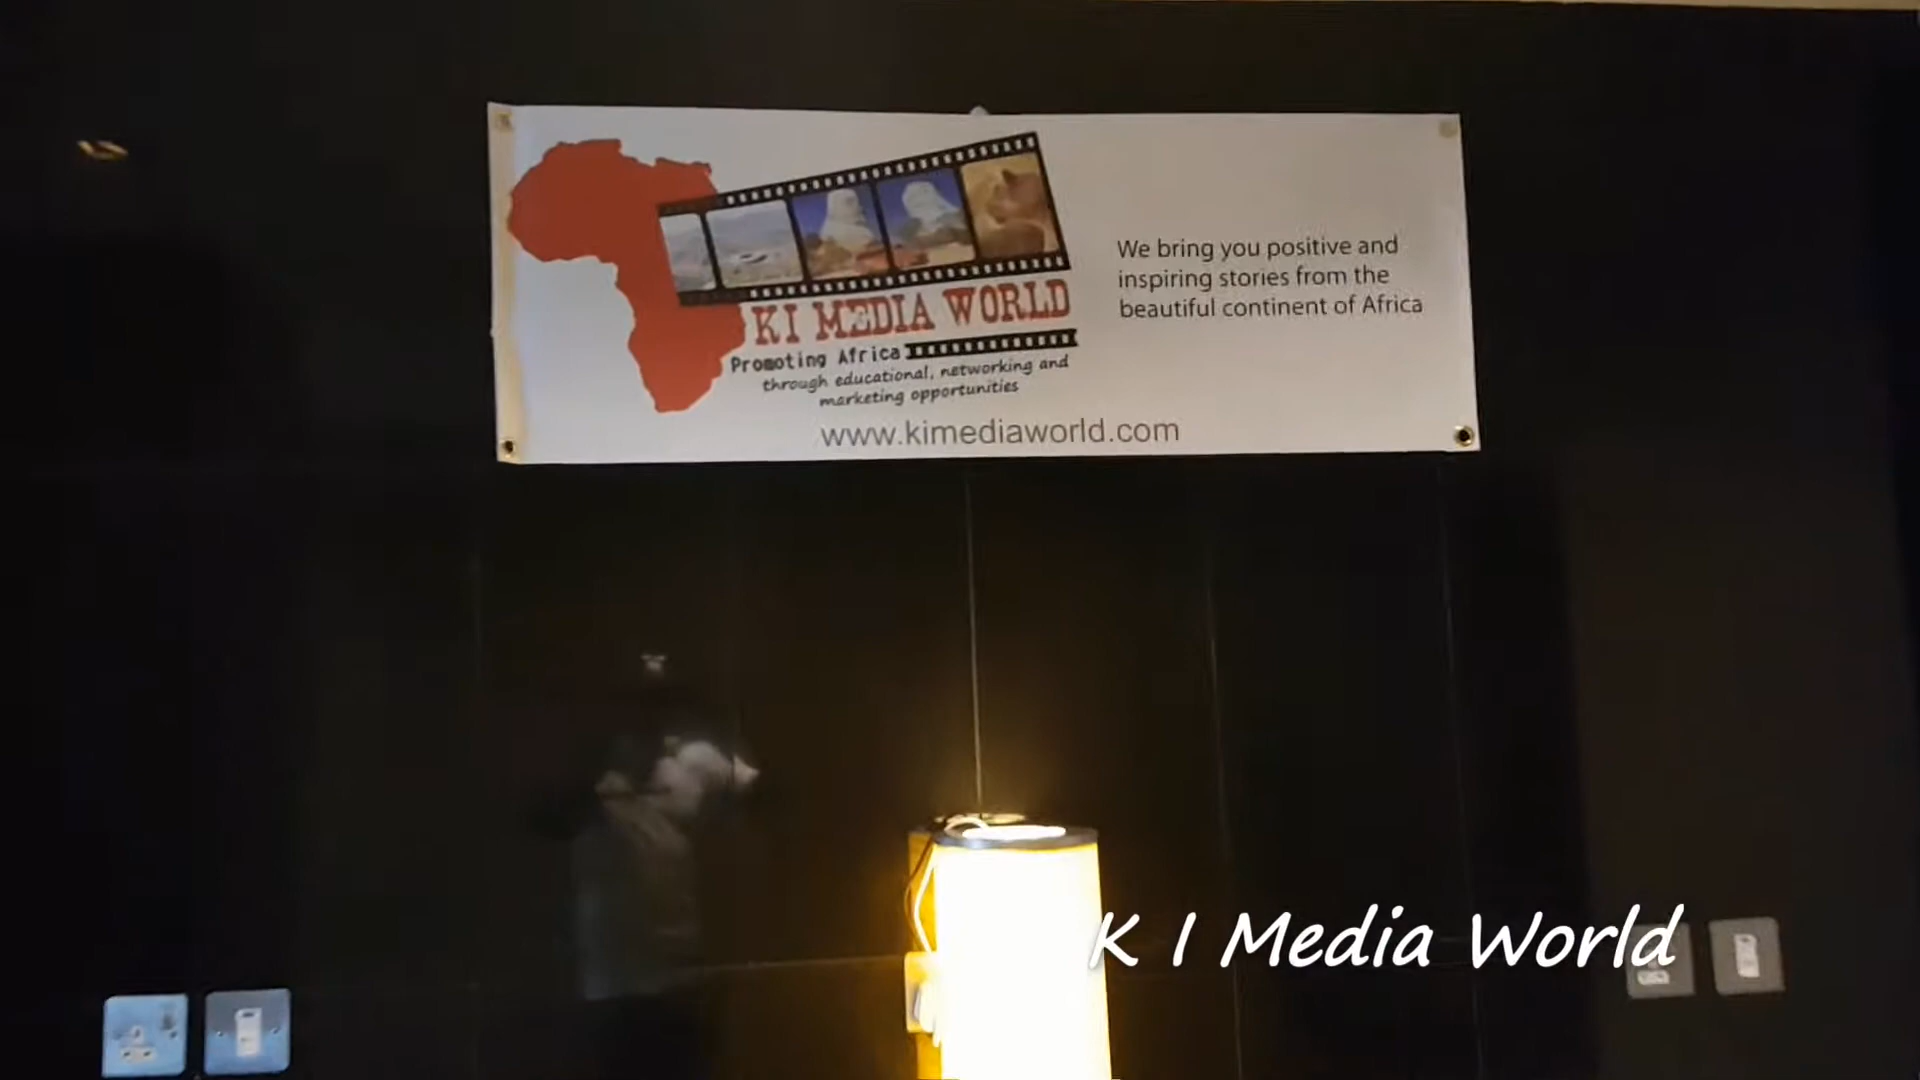 KI MEDIA WORLD
Promoting Africa
through educational, networking and
marketing opportunities
We bring you positive and
inspiring stories from the
beautiful continent of Africa
www.kimediaworld.com
K I Media World